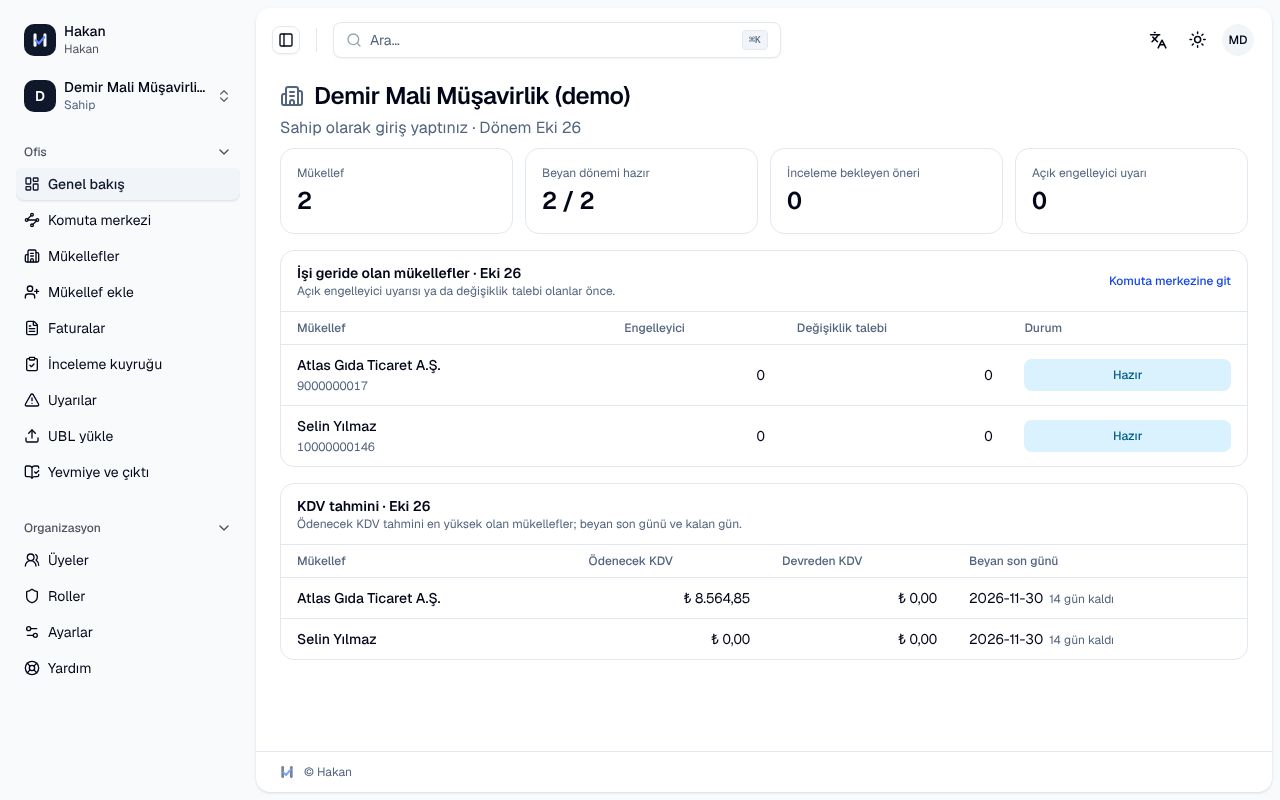 Hakan
Hakan
Demir Mali Müşavirli...
D
Sahip
Ofis
Genel bakış
Komuta merkezi
Mükellefler
Mükellef ekle
Faturalar
İnceleme kuyruğu
Uyarılar
UBL yükle
Yevmiye ve çıktı
Organizasyon
Üyeler
Roller
Ayarlar
Yardım
Ara... ⌘K
MD
Demir Mali Müşavirlik (demo)
Sahip olarak giriş yaptınız · Dönem Eki 26
Mükellef
2
Beyan dönemi hazır
2 / 2
İnceleme bekleyen öneri
0
Açık engelleyici uyarı
0
İşi geride olan mükellefler · Eki 26
Açık engelleyici uyarısı ya da değişiklik talebi olanlar önce.
Komuta merkezine git
Mükellef Engelleyici Değişiklik talebi Durum
Atlas Gıda Ticaret A.Ş.
9000000017
0 0 Hazır
Selin Yılmaz
10000000146
0 0 Hazır
KDV tahmini · Eki 26
Ödenecek KDV tahmini en yüksek olan mükellefler; beyan son günü ve kalan gün.
Mükellef Ödenecek KDV Devreden KDV Beyan son günü
Atlas Gıda Ticaret A.Ş. ₺ 8.564,85 ₺ 0,00 2026-11-30 14 gün kaldı
Selin Yılmaz ₺ 0,00 ₺ 0,00 2026-11-30 14 gün kaldı
© Hakan